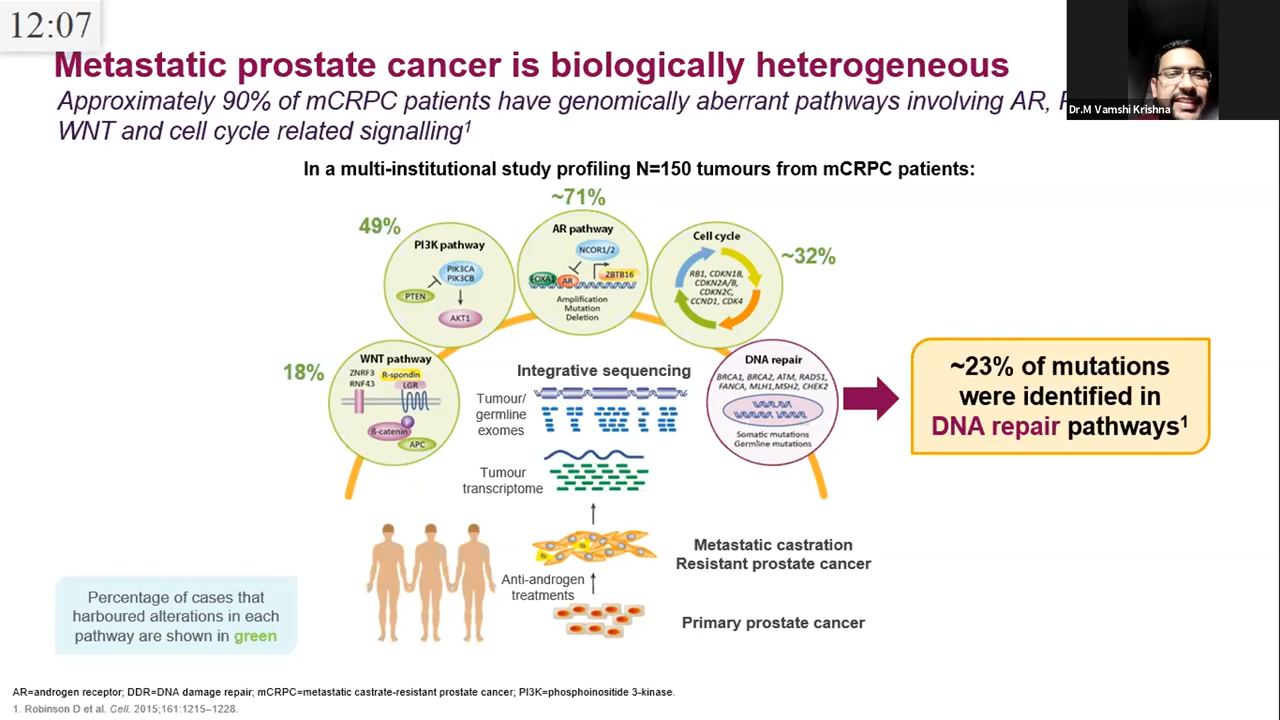 12:07
Metastatic prostate cancer is biologically heterogeneous
Approximately 90% of mCRPC patients have genomically aberrant pathways involving AR,
WNT and cell cycle related signalling1
Dr.M Vamshi Krishna
In a multi-institutional study profiling N=150 tumours from mCRPC patients:
~71%
49%
~32%
18%
PI3K pathway
PIK3CA
PIK3CB
PTEN
AKT1
AR pathway
NCOR1/2
FOXA1
AR
ZBTB16
Amplification
Mutation
Deletion
Cell cycle
RB1, CDKN1B,
CDKN2A/B,
CDKN2C,
CCND1, CDK4
WNT pathway
ZNRF3
RNF43
R-spondin
LGR
ß-catenin
P
APC
DNA repair
BRCA1, BRCA2, ATM, RAD51,
FANCA, MLH1,MSH2, CHEK2
Somatic mutations
Germline mutations
~23% of mutations
were identified in
DNA repair pathways1
Integrative sequencing
Tumour/
germline
exomes
Tumour
transcriptome
Metastatic castration
Resistant prostate cancer
Anti-androgen
treatments
Primary prostate cancer
Percentage of cases that
harboured alterations in each
pathway are shown in green
AR=androgen receptor; DDR=DNA damage repair; mCRPC=metastatic castrate-resistant prostate cancer; PI3K=phosphoinositide 3-kinase.
1. Robinson D et al. Cell. 2015;161:1215–1228.